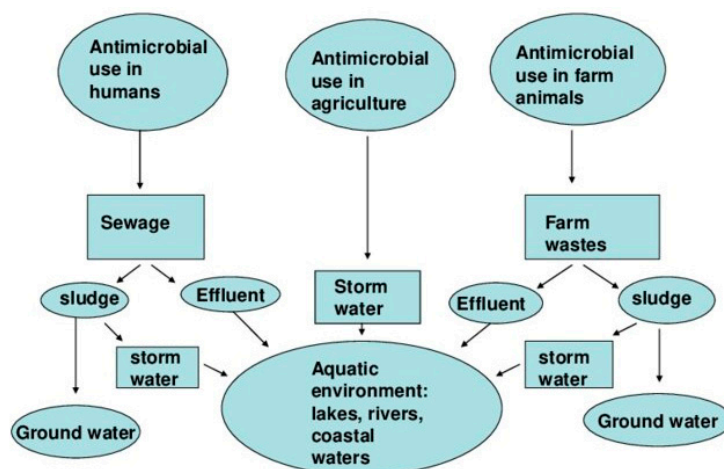 Antimicrobial
use in
humans
Antimicrobial
use in
agriculture
Antimicrobial
use in farm
animals
Sewage
Farm
wastes
sludge
Effluent
Storm
water
Effluent
sludge
storm
water
Aquatic
environment:
lakes, rivers,
coastal
waters
storm
water
Ground water
Ground water